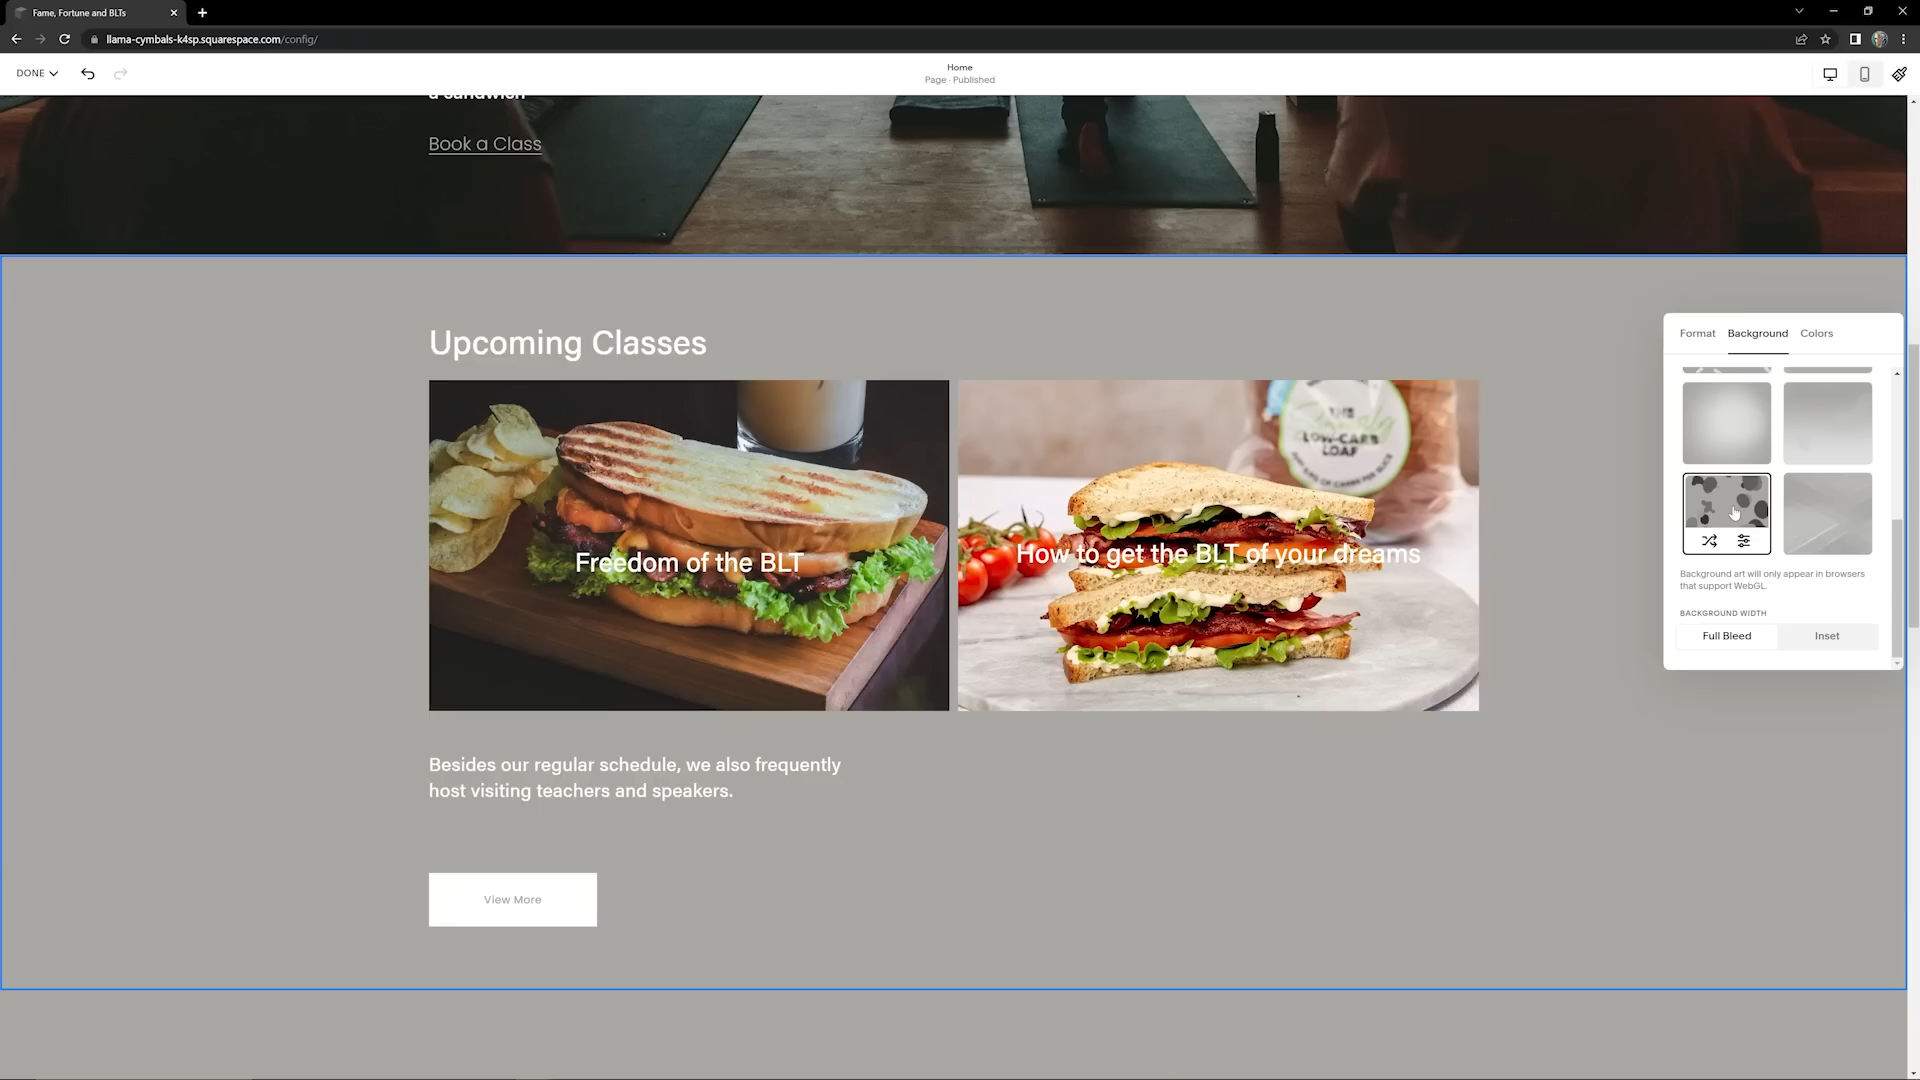 Fame, Fortune and BLTs
llama-cymbals-k4sp.squarespace.com/config/
DONE
Home
Page · Published
a sandwich
Book a Class
Upcoming Classes
Format
Background
Colors
THE
LOW-CARB
LOAF
Freedom of the BLT
How to get the BLT of your dreams
Background art will only appear in browsers
that support WebGL.
BACKGROUND WIDTH
Full Bleed
Inset
Besides our regular schedule, we also frequently
host visiting teachers and speakers.
View More